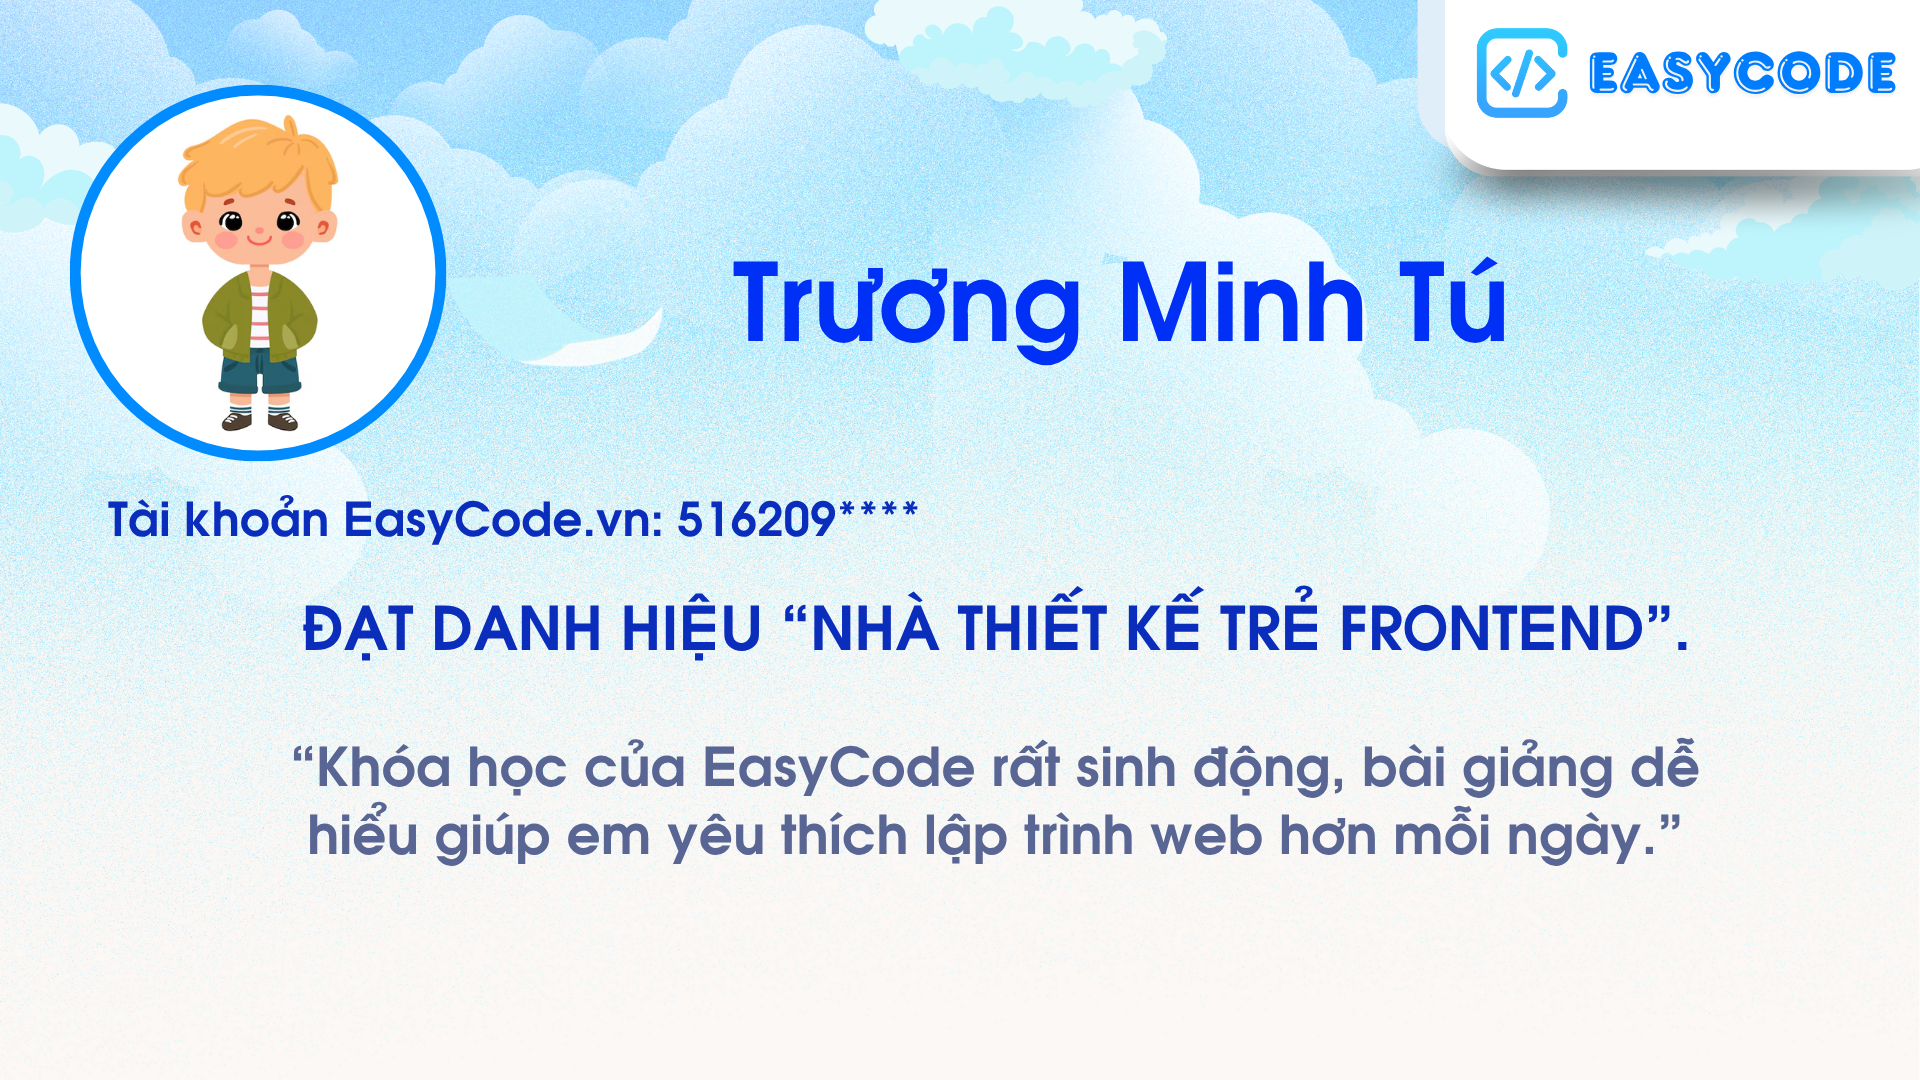 EASYCODE
Trương Minh Tú
Tài khoản EasyCode.vn: 516209****
ĐẠT DANH HIỆU “NHÀ THIẾT KẾ TRẺ FRONTEND”.
“Khóa học của EasyCode rất sinh động, bài giảng dễ
hiểu giúp em yêu thích lập trình web hơn mỗi ngày.”